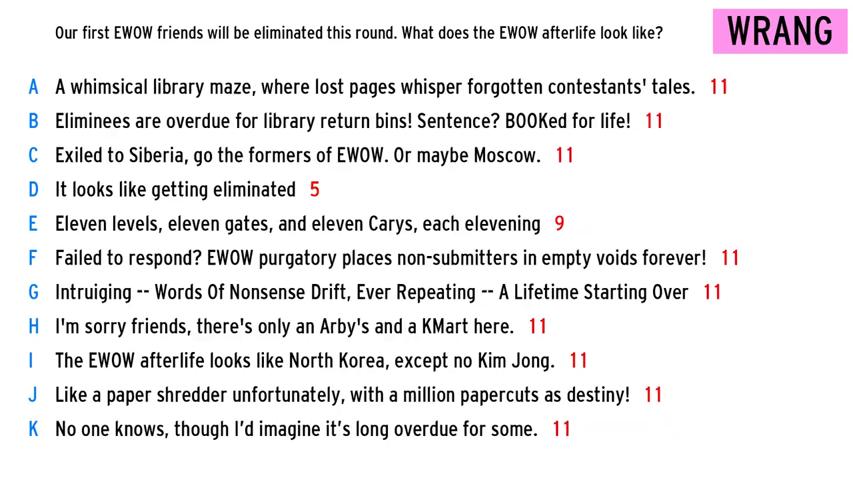 Our first EWOW friends will be eliminated this round. What does the EWOW afterlife look like?
WRANG
A A whimsical library maze, where lost pages whisper forgotten contestants' tales. 11
B Eliminees are overdue for library return bins! Sentence? BOOKed for life! 11
C Exiled to Siberia, go the formers of EWOW. Or maybe Moscow. 11
D It looks like getting eliminated 5
E Eleven levels, eleven gates, and eleven Carys, each elevening 9
F Failed to respond? EWOW purgatory places non-submitters in empty voids forever! 11
G Intruiging -- Words Of Nonsense Drift, Ever Repeating -- A Lifetime Starting Over 11
H I'm sorry friends, there's only an Arby's and a KMart here. 11
I The EWOW afterlife looks like North Korea, except no Kim Jong. 11
J Like a paper shredder unfortunately, with a million papercuts as destiny! 11
K No one knows, though I’d imagine it’s long overdue for some. 11